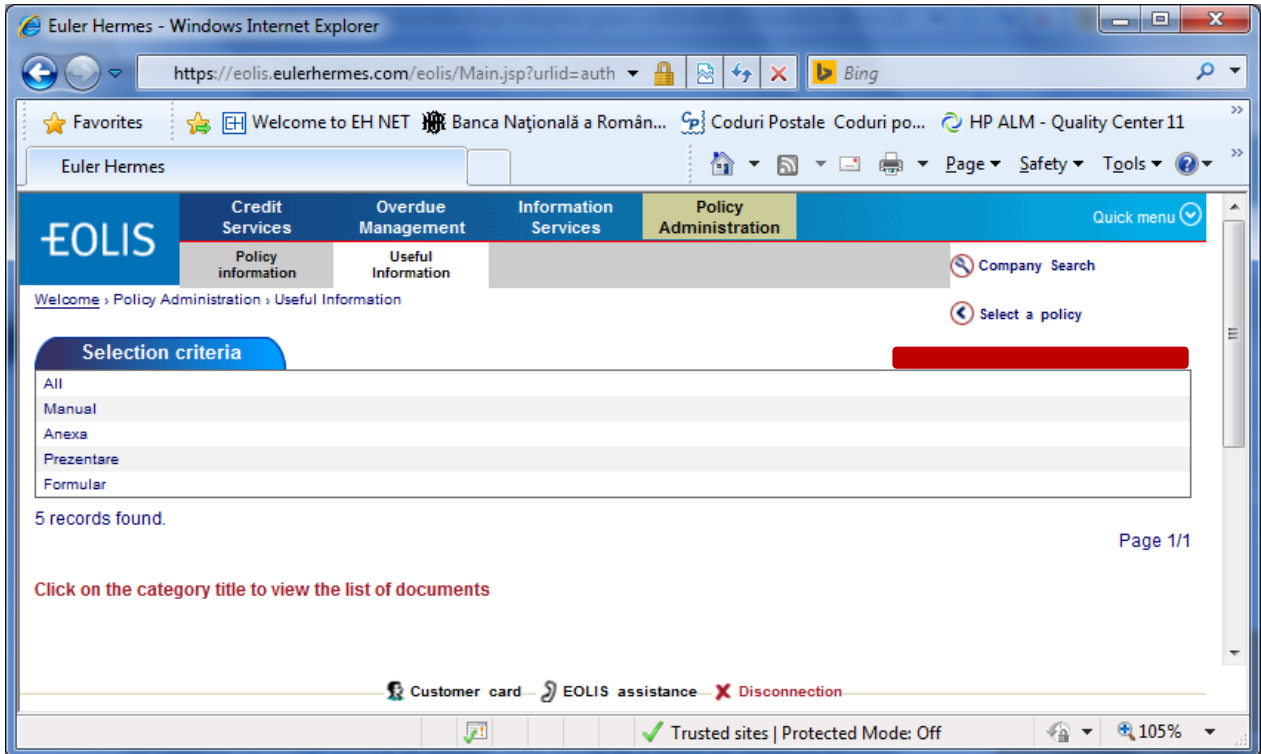 Euler Hermes - Windows Internet Explorer
https://eolis.eulerhermes.com/eolis/Main.jsp?urlid=auth
Bing
Favorites
EH Welcome to EH NET
Banca Naţională a Român...
Coduri Postale Coduri po...
HP ALM - Quality Center 11
Euler Hermes
Page
Safety
Tools
EOLIS
Credit
Services
Overdue
Management
Information
Services
Policy
Administration
Quick menu
Policy
information
Useful
Information
Company Search
Welcome › Policy Administration › Useful Information
Select a policy
Selection criteria
All
Manual
Anexa
Prezentare
Formular
5 records found.
Page 1/1
Click on the category title to view the list of documents
Customer card
EOLIS assistance
Disconnection
Trusted sites | Protected Mode: Off
105%